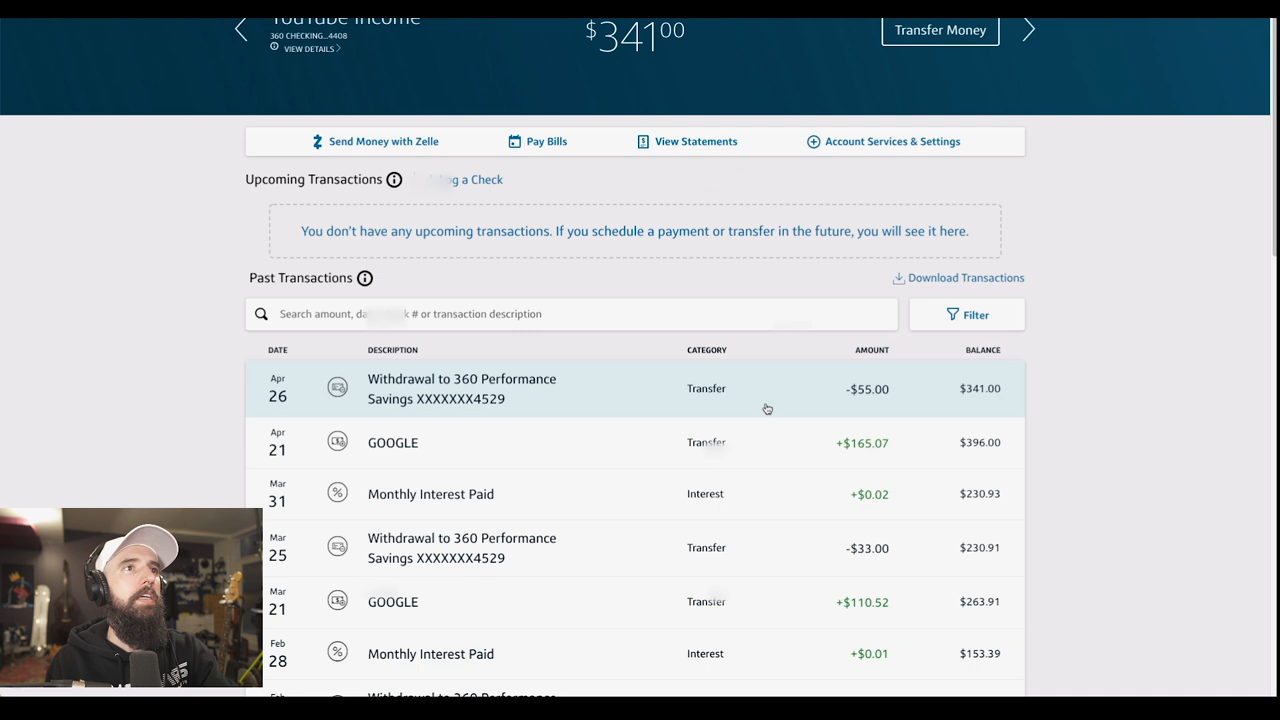 YouTube Income
360 CHECKING...4408
VIEW DETAILS
$341 00
Transfer Money
Send Money with Zelle
Pay Bills
View Statements
Account Services & Settings
Upcoming Transactions
a Check
You don't have any upcoming transactions. If you schedule a payment or transfer in the future, you will see it here.
Past Transactions
Download Transactions
Search amount, # or transaction description
Filter
DATE DESCRIPTION CATEGORY AMOUNT BALANCE
Apr 26 Withdrawal to 360 Performance Savings XXXXXXX4529 Transfer -$55.00 $341.00
Apr 21 GOOGLE Transfer +$165.07 $396.00
Mar 31 Monthly Interest Paid Interest +$0.02 $230.93
Mar 25 Withdrawal to 360 Performance Savings XXXXXXX4529 Transfer -$33.00 $230.91
Mar 21 GOOGLE Transfer +$110.52 $263.91
Feb 28 Monthly Interest Paid Interest +$0.01 $153.39
Feb Withdrawal to 360 Performance